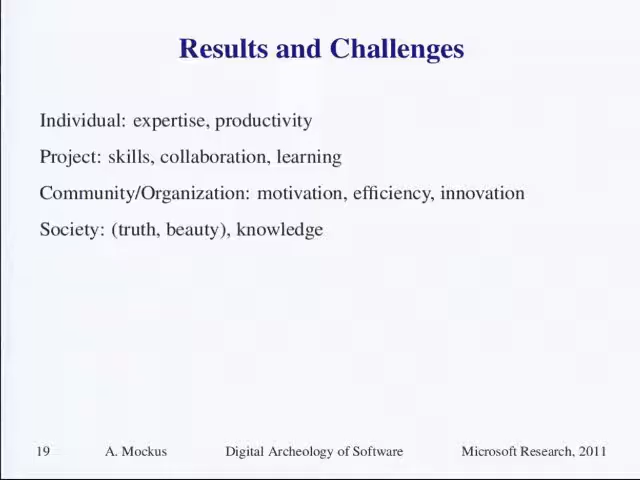 Results and Challenges
Individual: expertise, productivity
Project: skills, collaboration, learning
Community/Organization: motivation, efficiency, innovation
Society: (truth, beauty), knowledge
19 A. Mockus Digital Archeology of Software Microsoft Research, 2011